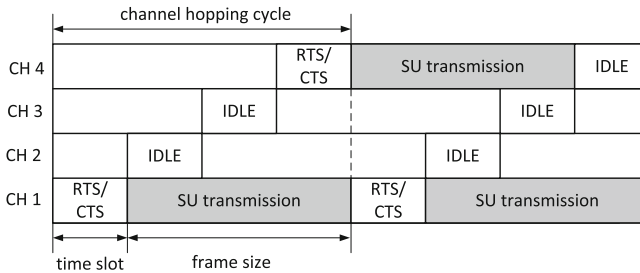 channel hopping cycle
CH 4
RTS/
CTS
SU transmission
IDLE
CH 3
IDLE
IDLE
CH 2
IDLE
IDLE
CH 1
RTS/
CTS
SU transmission
RTS/
CTS
SU transmission
time slot
frame size